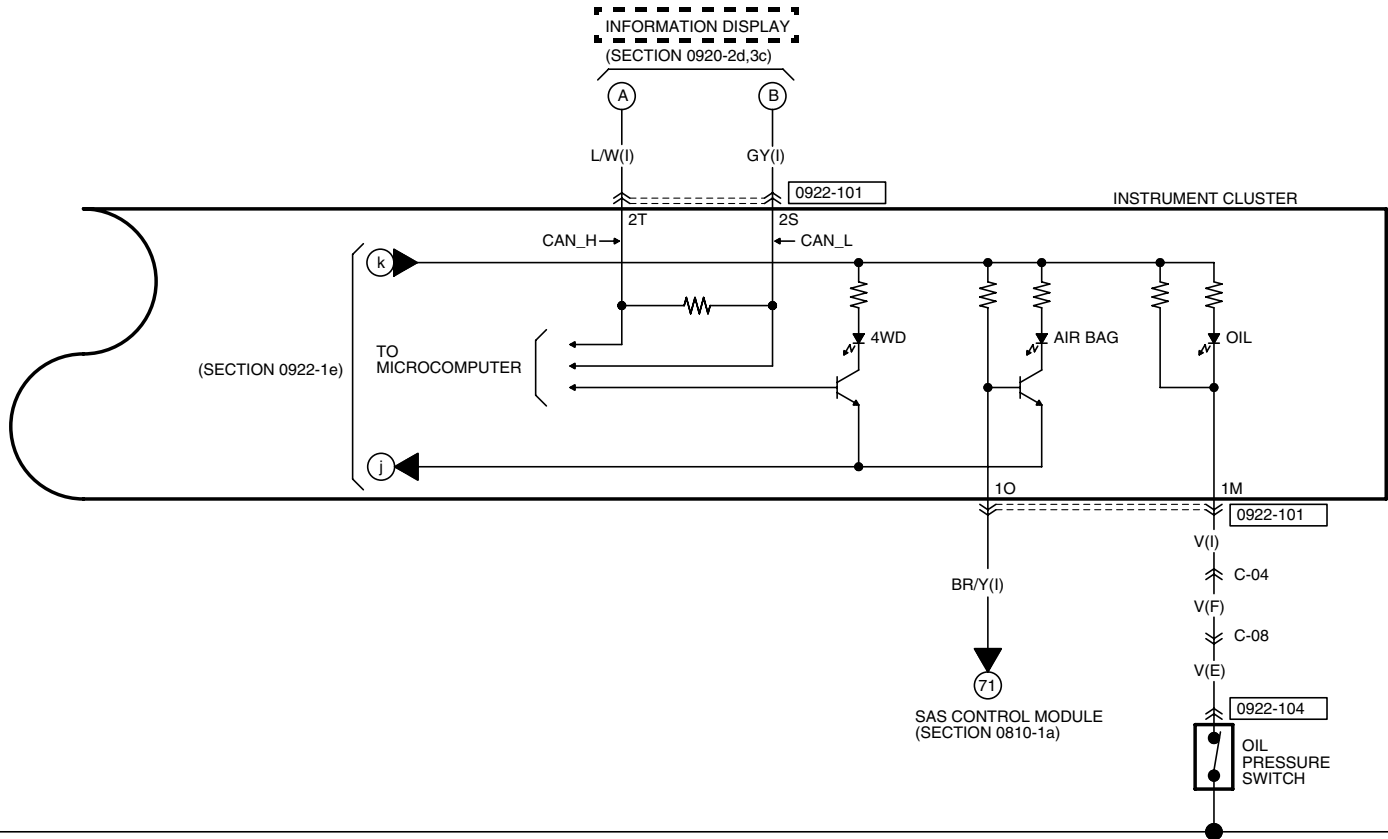 INFORMATION DISPLAY
(SECTION 0920-2d,3c)
A
B
L/W(I)
GY(I)
0922-101
INSTRUMENT CLUSTER
2T
2S
CAN_H
CAN_L
k
4WD
AIR BAG
OIL
TO
MICROCOMPUTER
(SECTION 0922-1e)
j
1O
1M
0922-101
V(I)
C-04
BR/Y(I)
V(F)
C-08
V(E)
71
0922-104
SAS CONTROL MODULE
(SECTION 0810-1a)
OIL
PRESSURE
SWITCH